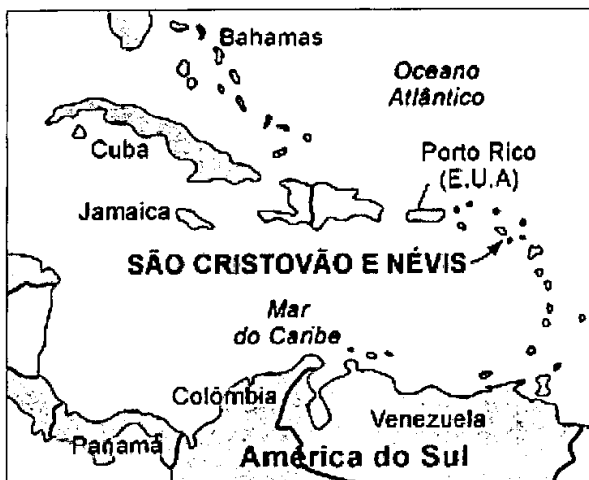 Bahamas
Oceano
Atlântico
Cuba
Porto Rico
(E.U.A)
Jamaica
SÃO CRISTOVÃO E NÉVIS
Mar
do Caribe
Colômbia
Venezuela
Panamá
América do Sul